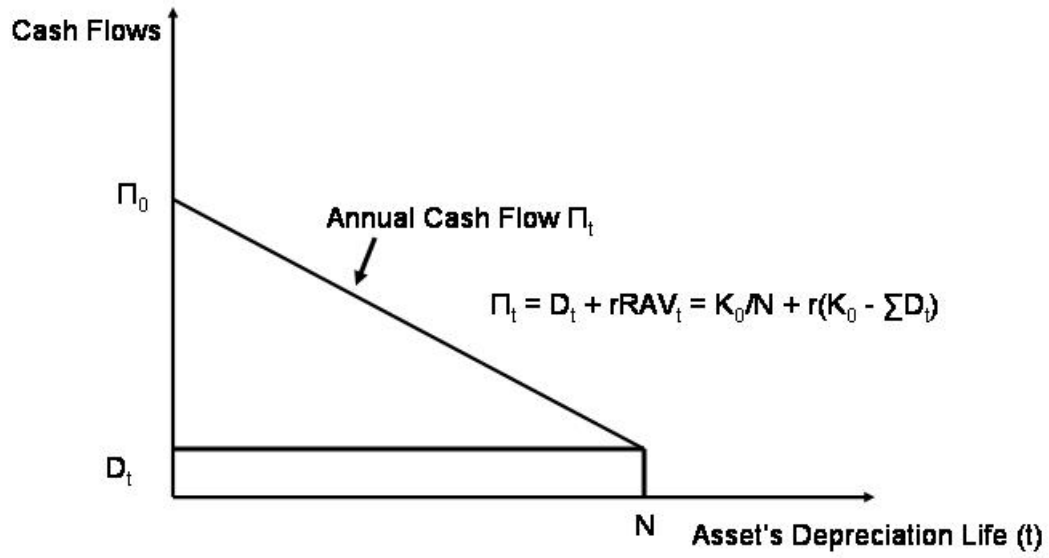 Cash Flows
Π₀
Annual Cash Flow Πₜ
Πₜ = Dₜ + rRAVₜ = K₀/N + r(K₀ - ∑Dₜ)
Dₜ
N
Asset's Depreciation Life (t)